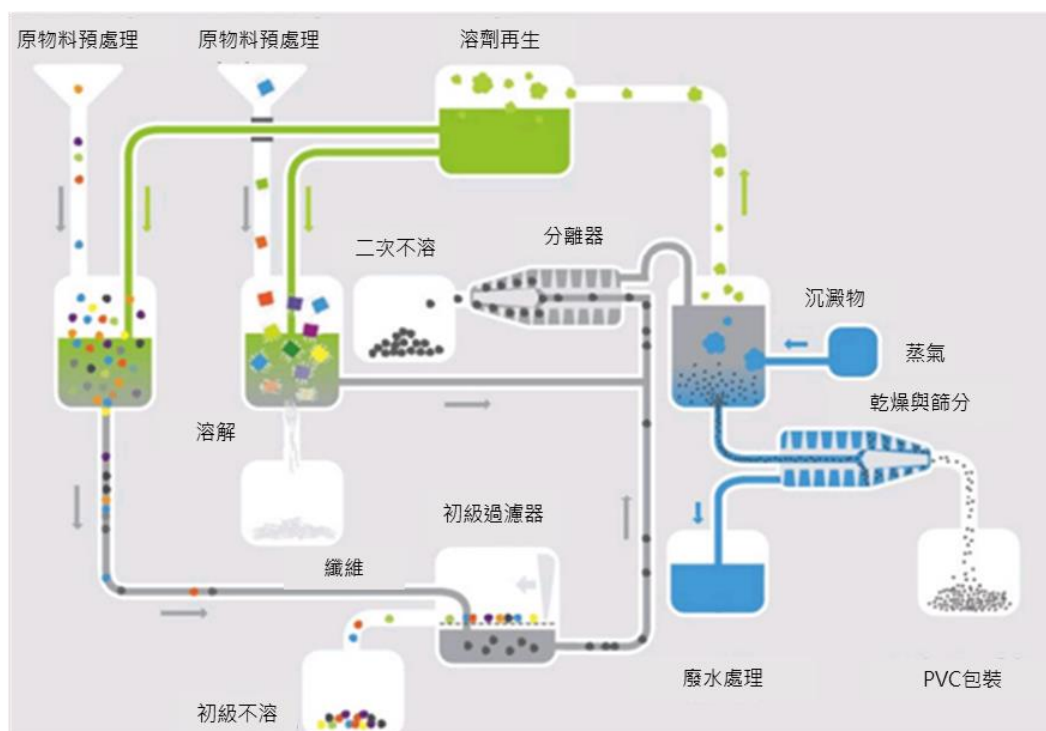 原物料預處理
原物料預處理
溶劑再生
二次不溶
分離器
沉澱物
蒸氣
乾燥與篩分
溶解
初級過濾器
纖維
廢水處理
PVC包裝
初級不溶